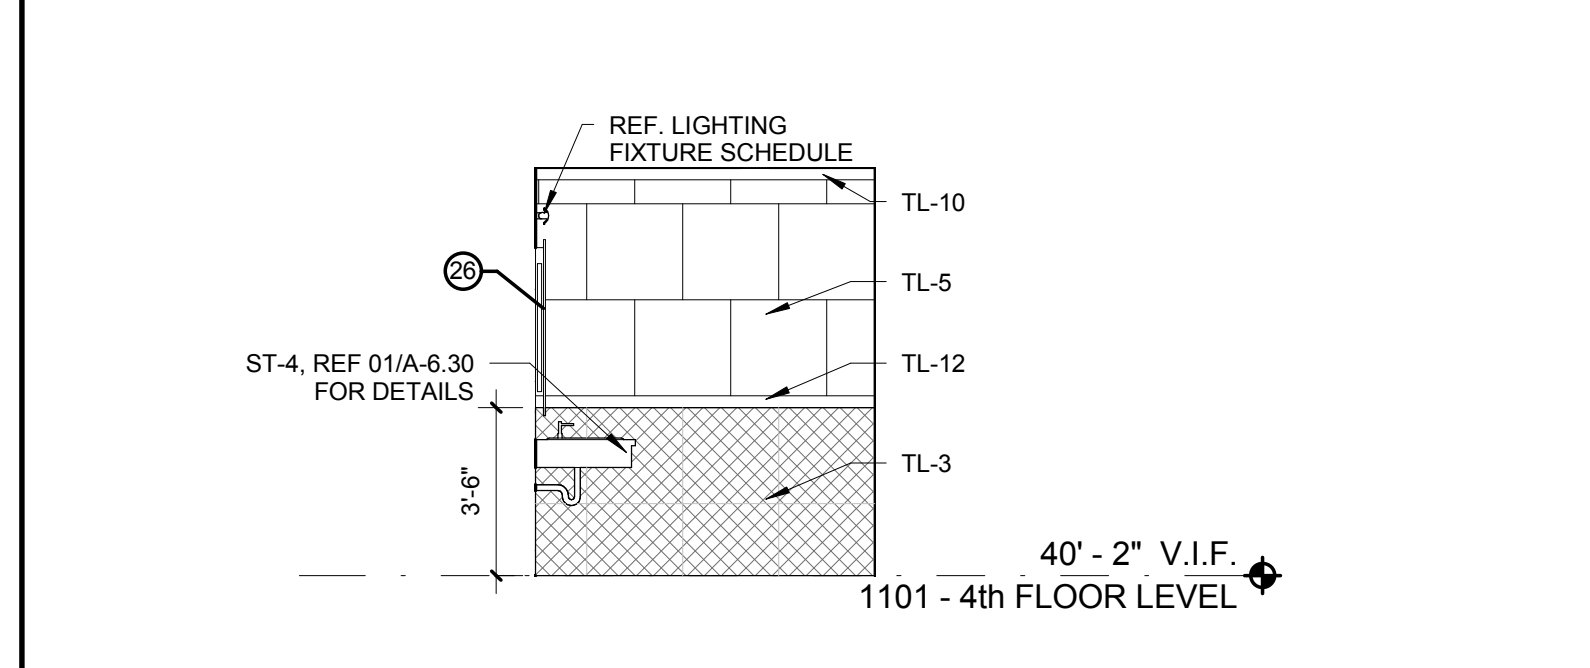 REF. LIGHTING
FIXTURE SCHEDULE
TL-10
26
TL-5
ST-4, REF 01/A-6.30
FOR DETAILS
TL-12
3'-6"
TL-3
40' - 2" V.I.F.
1101 - 4th FLOOR LEVEL